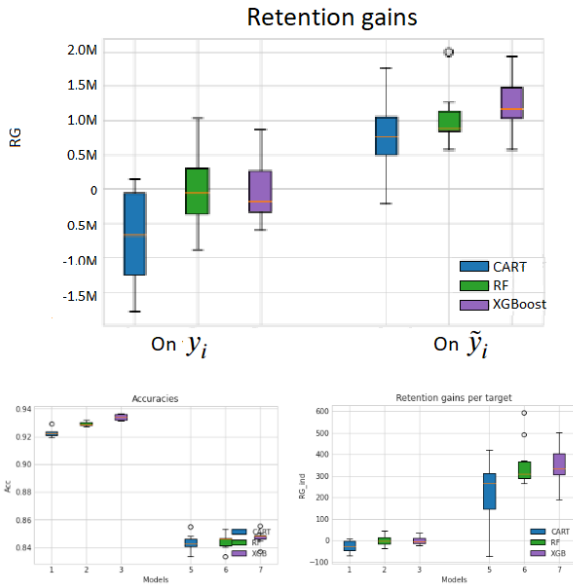 Retention gains
RG
2.0M
1.5M
1.0M
0.5M
0
0.5M
-1.0M
-1.5M
CART
RF
XGBoost
On yᵢ
On ỹᵢ
Accuracies
Acc
0.94
0.92
0.90
0.88
0.86
0.84
CART
RF
XGB
1 2 3 5 6 7
Models
Retention gains per target
RG_ind
600
500
400
300
200
100
0
−100
CART
RF
XGB
1 2 3 5 6 7
Models